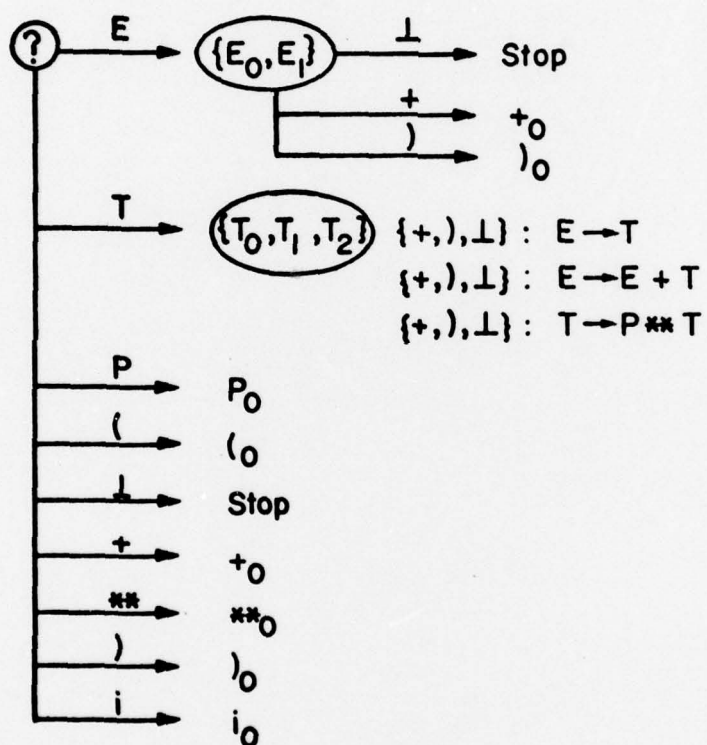 ? E {E₀,E₁} ⊥ Stop
+ +₀
) )₀
T {T₀,T₁,T₂} {+,),⊥} : E→T
{+,),⊥} : E→E + T
{+,),⊥} : T→P ** T
P P₀
( (₀
⊥ Stop
+ +₀
** **₀
) )₀
i i₀